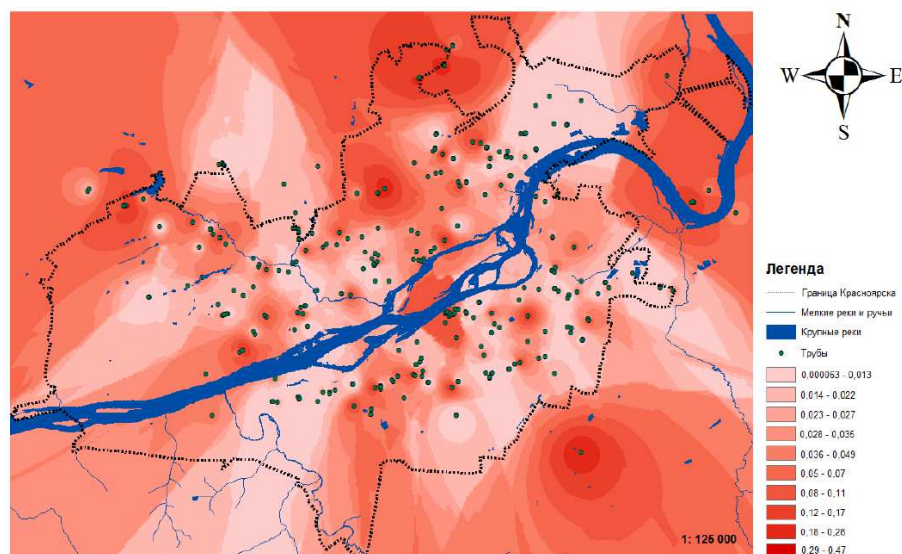 N
W
E
S
Легенда
Граница Красноярска
Мелкие реки и ручьи
Крупные реки
Трубы
0,000063 - 0,013
0,014 - 0,022
0,023 - 0,027
0,028 - 0,035
0,036 - 0,049
0,05 - 0,07
0,08 - 0,11
0,12 - 0,17
0,18 - 0,28
0,29 - 0,47
1: 125 000